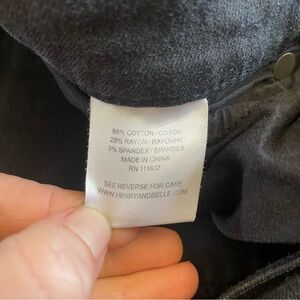 68% COTTON / COTON
29% RAYON / RAYONNE
3% SPANDEX / SPANDEX
MADE IN CHINA
RN 111637
SEE REVERSE FOR CARE
WWW.HENRYANDBELLE.COM